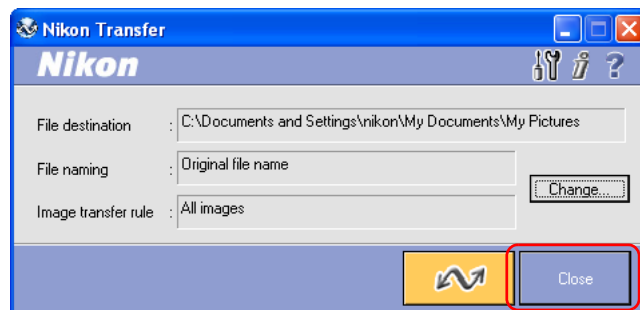 Nikon Transfer
Nikon
File destination : C:\Documents and Settings\nikon\My Documents\My Pictures
File naming : Original file name
Change...
Image transfer rule : All images
Close